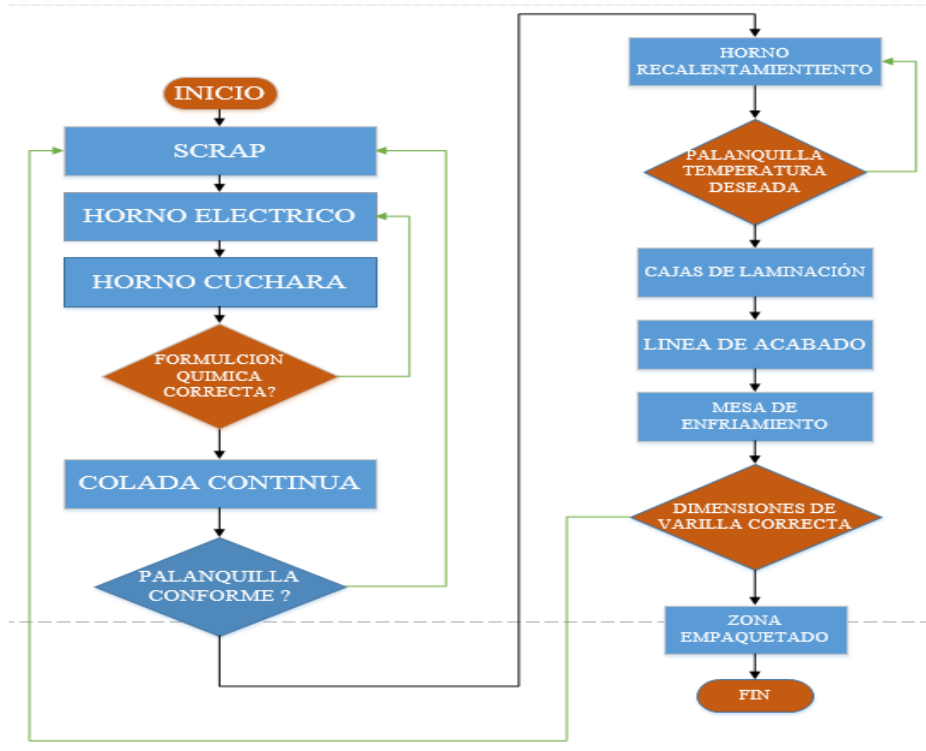 INICIO
SCRAP
HORNO ELECTRICO
HORNO CUCHARA
FORMULCION
QUIMICA
CORRECTA?
COLADA CONTINUA
PALANQUILLA
CONFORME ?
HORNO
RECALENTAMIENTIENTO
PALANQUILLA
TEMPERATURA
DESEADA
CAJAS DE LAMINACIÓN
LINEA DE ACABADO
MESA DE
ENFRIAMIENTO
DIMENSIONES DE
VARILLA CORRECTA
ZONA
EMPAQUETADO
FIN